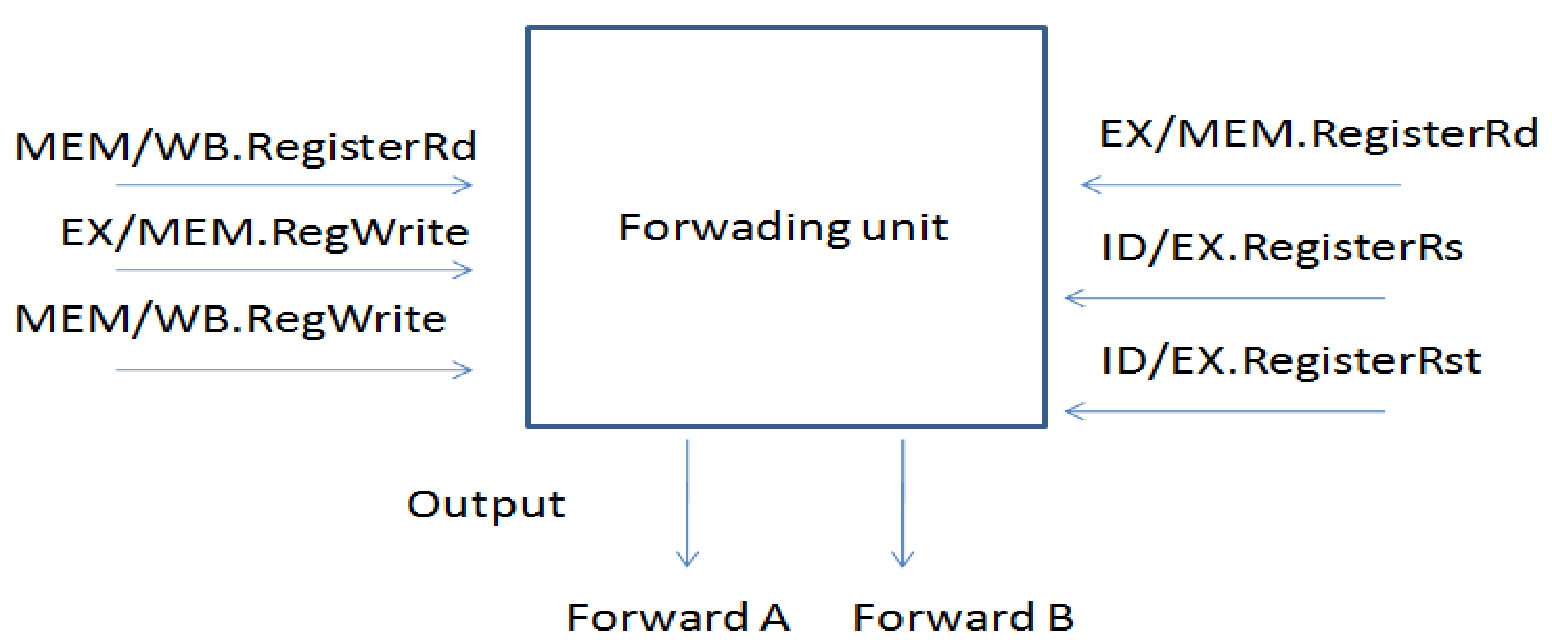 MEM/WB.RegisterRd
EX/MEM.RegWrite
MEM/WB.RegWrite
Forwading unit
EX/MEM.RegisterRd
ID/EX.RegisterRs
ID/EX.RegisterRst
Output
Forward A
Forward B